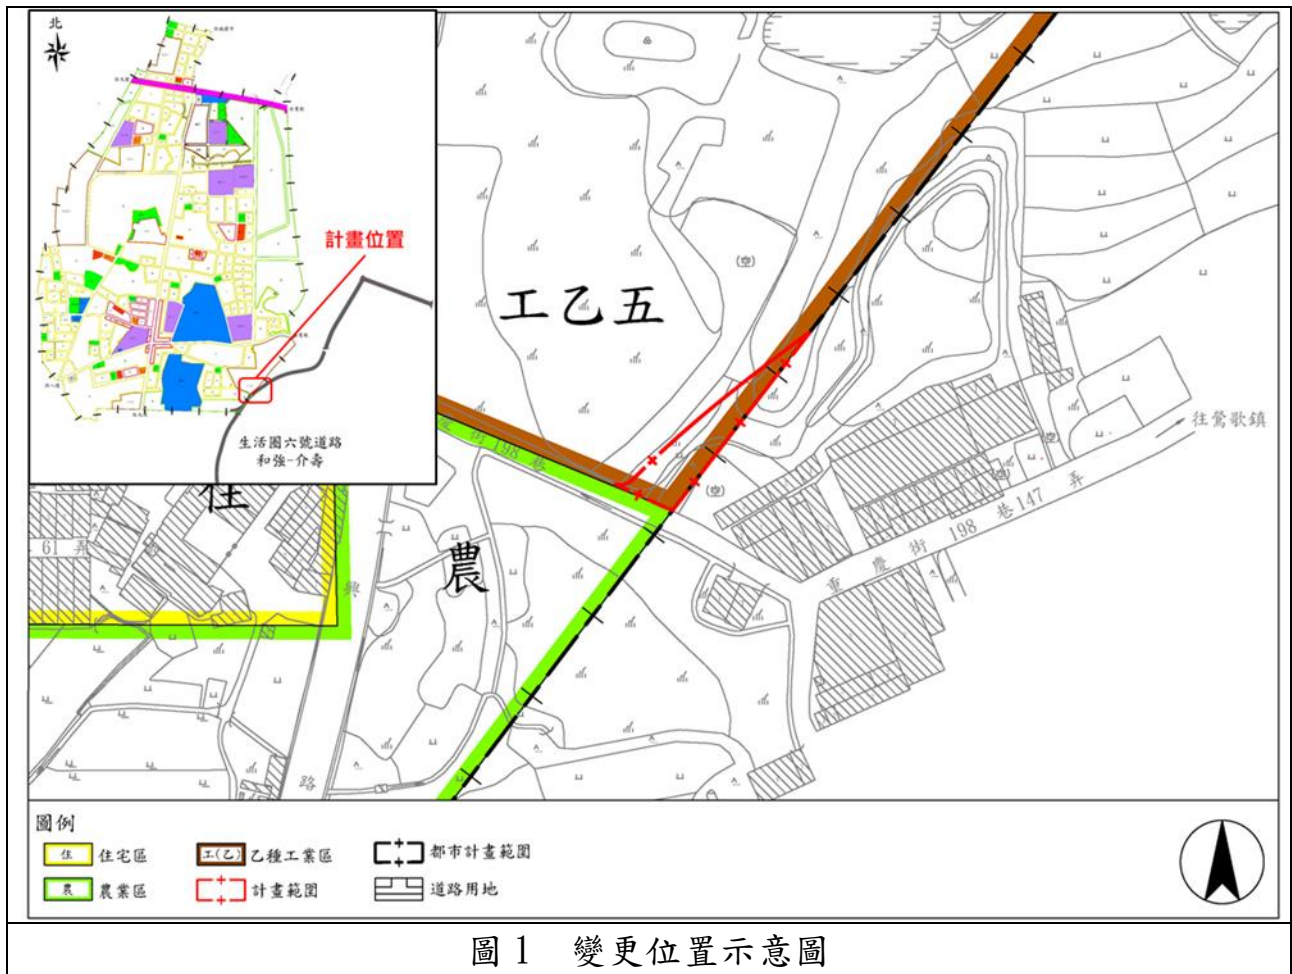 北
計畫位置
生活圈六號道路
和強-介壽
工乙五
(空)
慶街198巷
(空)
往鶯歌鎮
(空)
(空)
重慶街198巷147弄
住
61弄
農
興
路
圖例
住 住宅區
工(乙) 乙種工業區
都市計畫範圍
農 農業區
計畫範圍
道路用地
圖1 變更位置示意圖